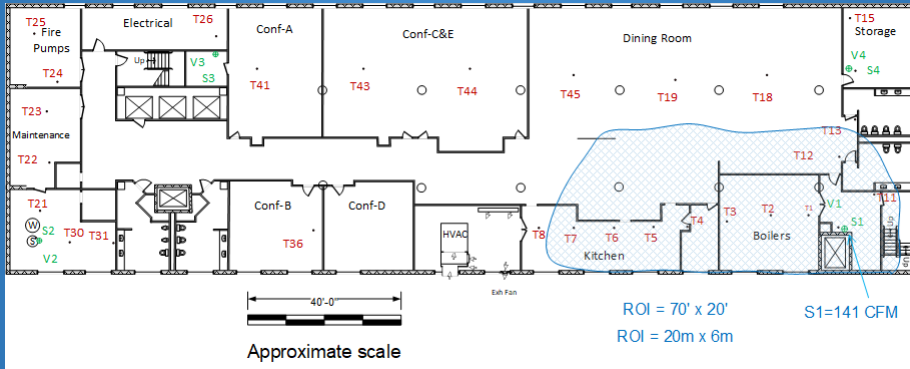 T25
Electrical
T26
T15
Fire
Pumps
Conf-A
Conf-C&E
Dining Room
Storage
Up
V3
S3
V4
S4
T24
T41
T43
T44
T45
T19
T18
T23
T13
Maintenance
T12
T22
T21
T11
W
S2
S
V2
T30
T31
Conf-B
Conf-D
T36
HVAC
T8
T7
T6
T5
T4
T3
T2
T1
V1
S1
Up
Kitchen
Boilers
Up
Exh Fan
40'-0"
Approximate scale
ROI = 70' x 20'
ROI = 20m x 6m
S1=141 CFM